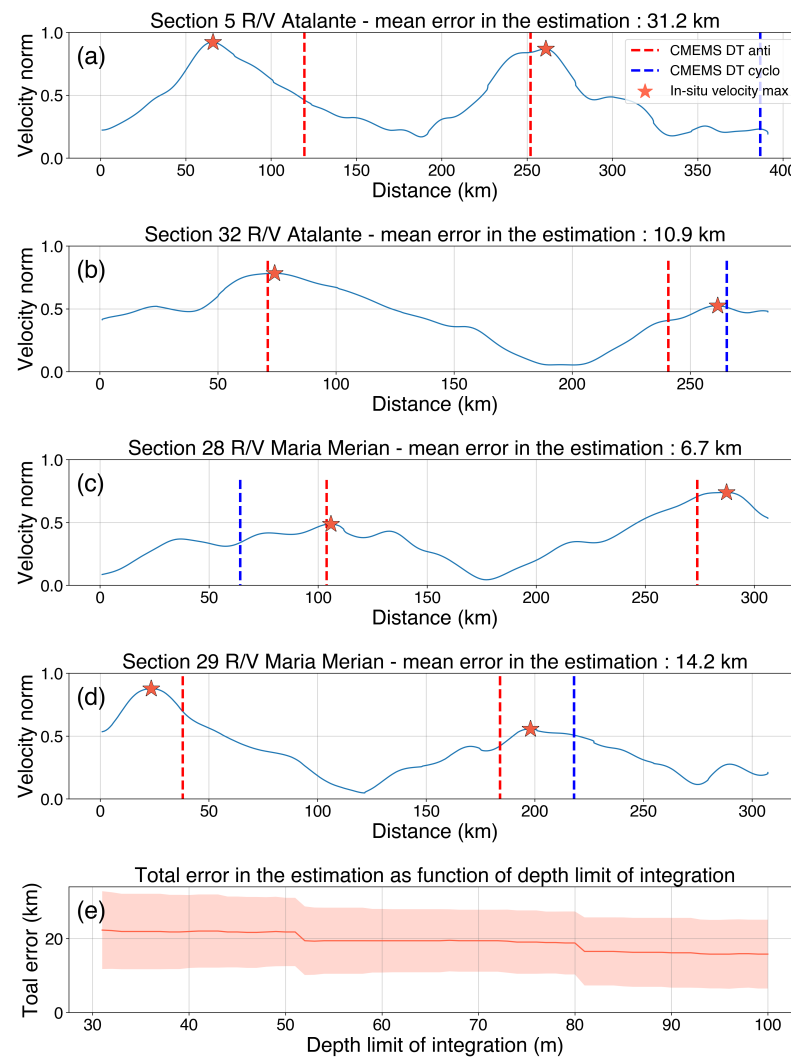 Section 5 R/V Atalante - mean error in the estimation : 31.2 km
(a)
Velocity norm
1.0
0.5
0.0
CMEMS DT anti
CMEMS DT cyclo
In-situ velocity max
0 50 100 150 200 250 300 350 400
Distance (km)
Section 32 R/V Atalante - mean error in the estimation : 10.9 km
(b)
Velocity norm
1.0
0.5
0.0
0 50 100 150 200 250
Distance (km)
Section 28 R/V Maria Merian - mean error in the estimation : 6.7 km
(c)
Velocity norm
1.0
0.5
0.0
0 50 100 150 200 250 300
Distance (km)
Section 29 R/V Maria Merian - mean error in the estimation : 14.2 km
(d)
Velocity norm
1.0
0.5
0.0
0 50 100 150 200 250 300
Distance (km)
Total error in the estimation as function of depth limit of integration
(e)
Toal error (km)
20
0
30 40 50 60 70 80 90 100
Depth limit of integration (m)